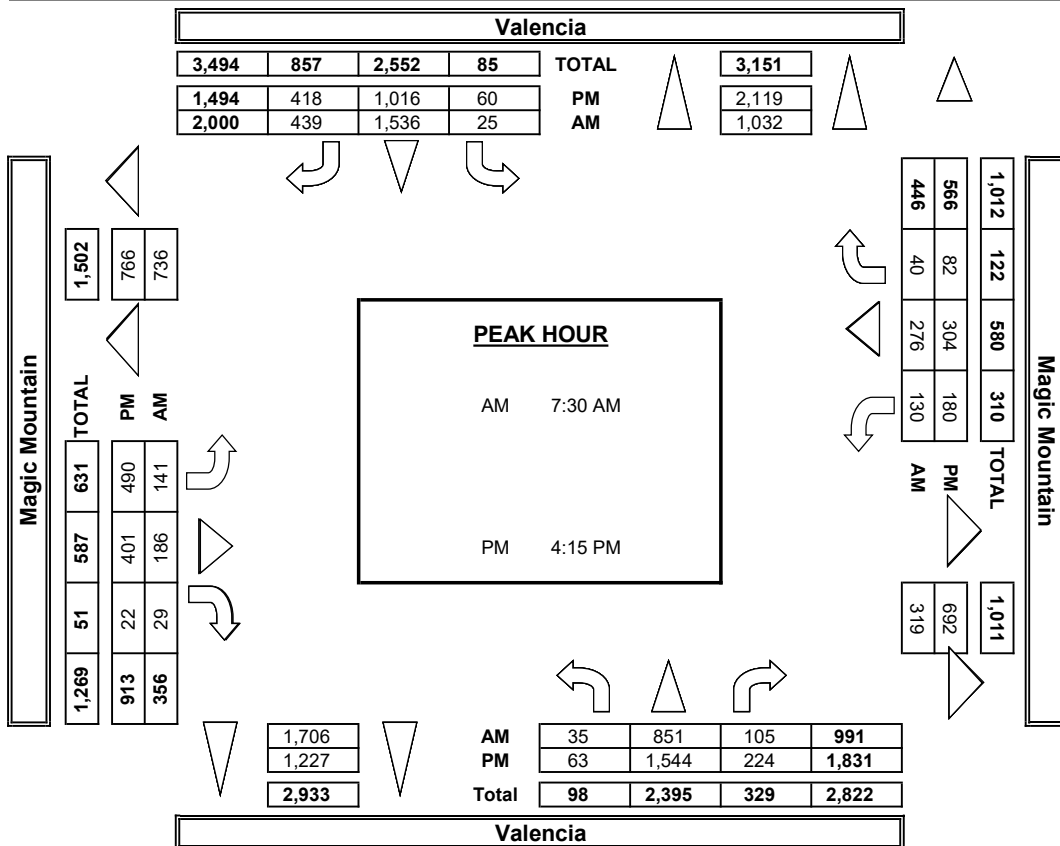 Valencia
3,494 857 2,552 85 TOTAL 3,151
1,494 418 1,016 60 PM 2,119
2,000 439 1,536 25 AM 1,032
Magic Mountain
1,502
766
736
TOTAL 631 587 51 1,269
PM 490 401 22 913
AM 141 186 29 356
PEAK HOUR
AM 7:30 AM
PM 4:15 PM
1,012 122 580 310 TOTAL 1,011
566 82 304 180 PM 692
446 40 276 130 AM 319
Magic Mountain
1,706 AM 35 851 105 991
1,227 PM 63 1,544 224 1,831
2,933 Total 98 2,395 329 2,822
Valencia